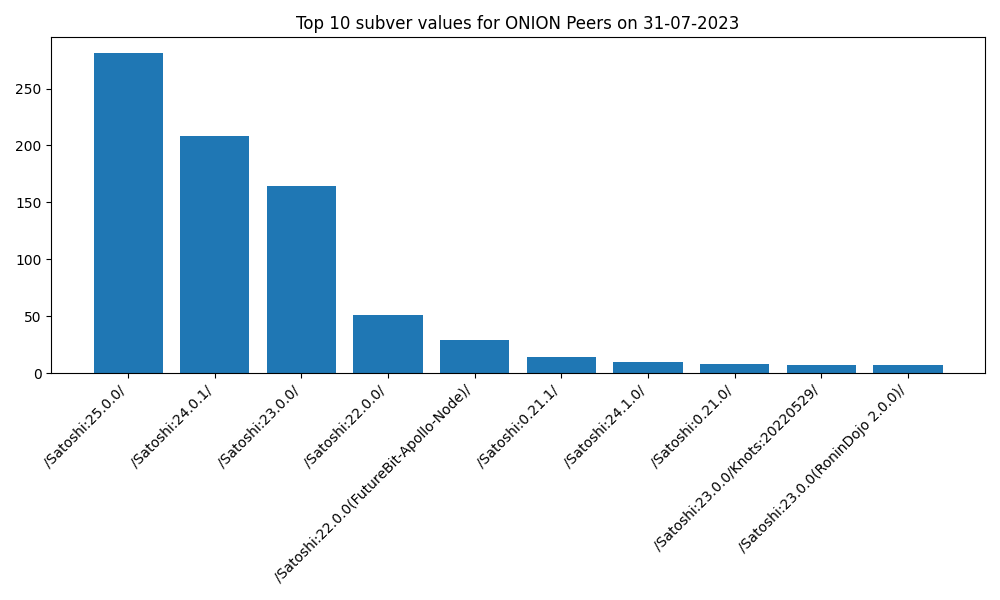 Top 10 subver values for ONION Peers on 31-07-2023
250
200
150
100
50
0
/Satoshi:25.0.0/
/Satoshi:24.0.1/
/Satoshi:23.0.0/
/Satoshi:22.0.0/
/Satoshi:22.0.0(FutureBit-Apollo-Node)/
/Satoshi:0.21.1/
/Satoshi:24.1.0/
/Satoshi:0.21.0/
/Satoshi:23.0.0/Knots:20220529/
/Satoshi:23.0.0(RoninDojo 2.0.0)/